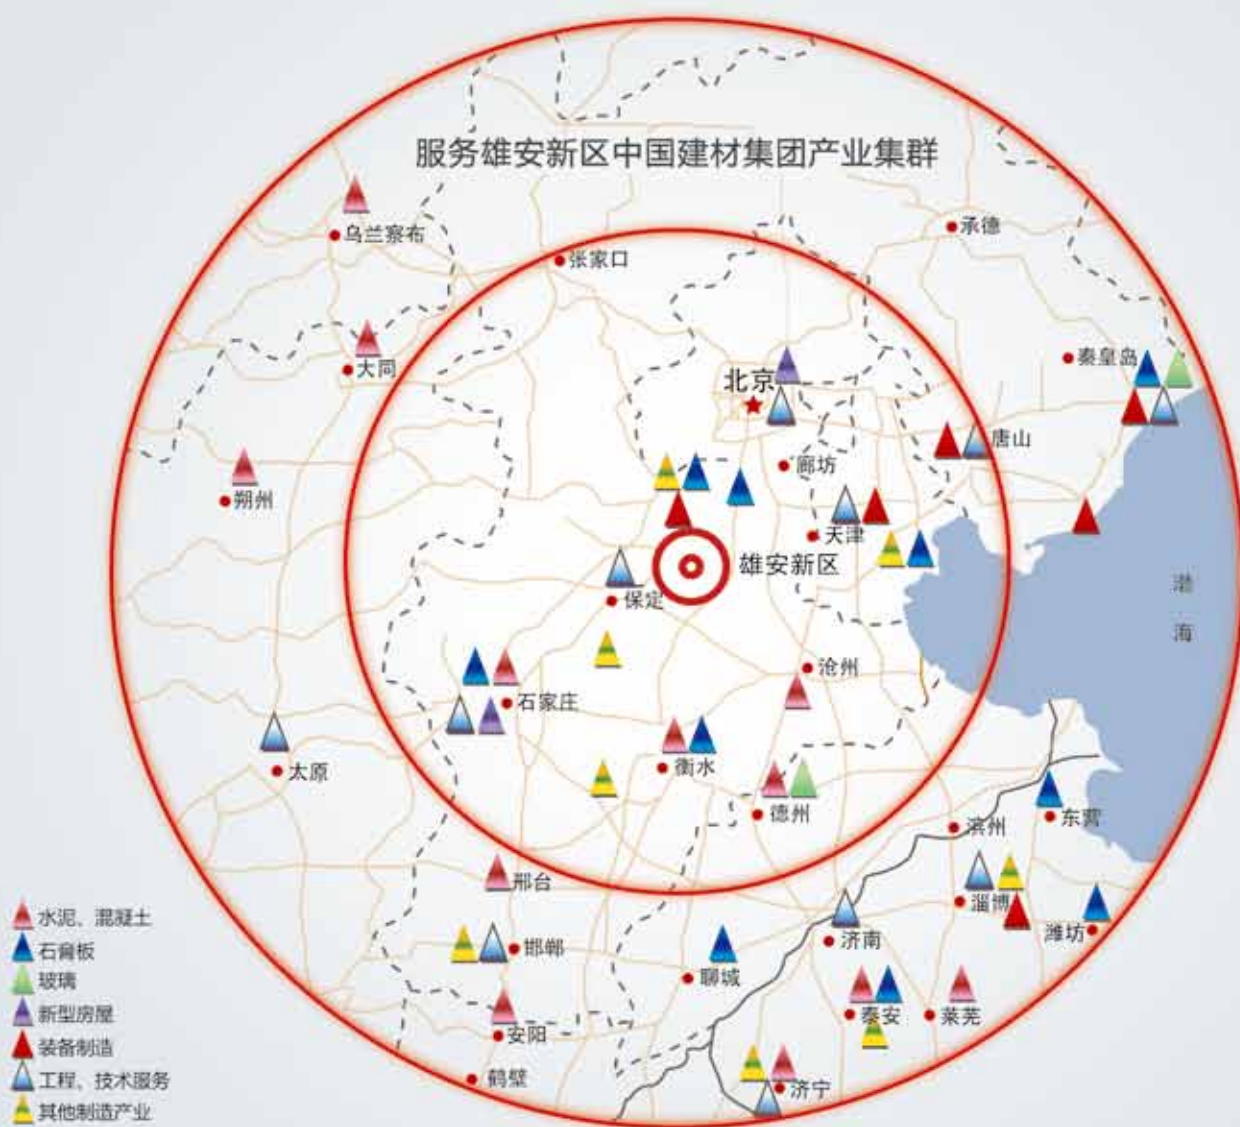 服务雄安新区中国建材集团产业集群
乌兰察布
承德
张家口
大同
秦皇岛
北京
唐山
廊坊
朔州
天津
雄安新区
渤
海
保定
沧州
石家庄
太原
衡水
德州
东营
滨州
邢台
淄博
潍坊
邯郸
济南
聊城
泰安
莱芜
安阳
鹤壁
济宁
水泥、混凝土
石膏板
玻璃
新型房屋
装备制造
工程、技术服务
其他制造产业